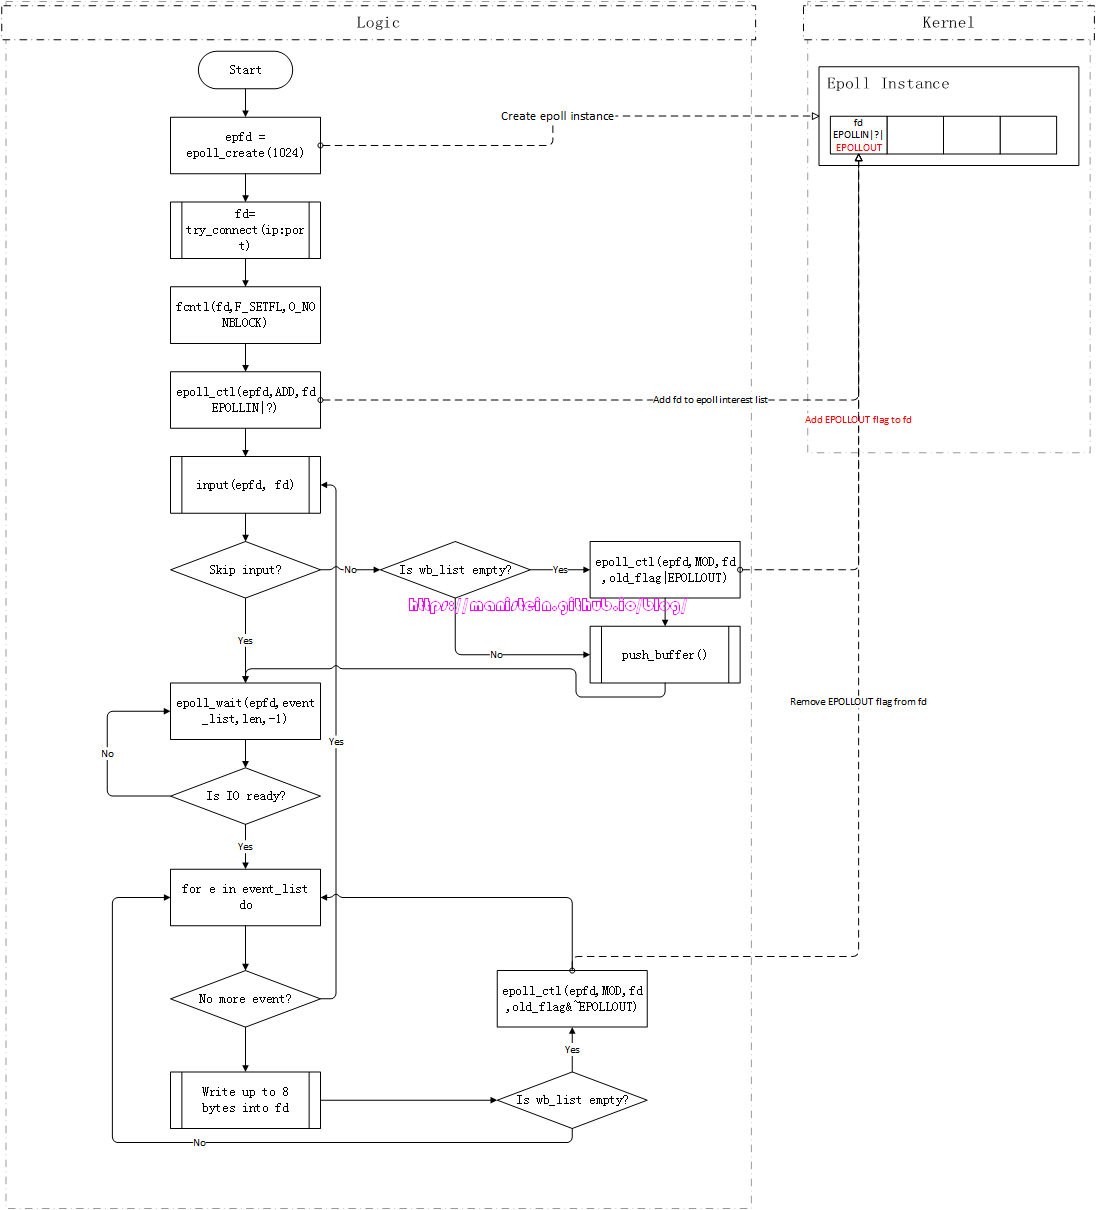 Logic
Kernel
Start
Epoll Instance
epfd =
epoll_create(1024)
Create epoll instance
fd
EPOLLIN|?|
EPOLLOUT
fd=
try_connect(ip:por
t)
fcntl(fd,F_SETFL,O_NO
NBLOCK)
epoll_ctl(epfd,ADD,fd
EPOLLIN|?)
Add fd to epoll interest list
Add EPOLLOUT flag to fd
input(epfd, fd)
Skip input?
No
Is wb_list empty?
Yes
epoll_ctl(epfd,MOD,fd
,old_flag|EPOLLOUT)
https://manistein.github.io/blog/
Yes
No
push_buffer()
epoll_wait(epfd,event
_list,len,-1)
Remove EPOLLOUT flag from fd
No
Yes
Is IO ready?
Yes
for e in event_list
do
No more event?
epoll_ctl(epfd,MOD,fd
,old_flag&~EPOLLOUT)
Yes
Write up to 8
bytes into fd
Is wb_list empty?
No